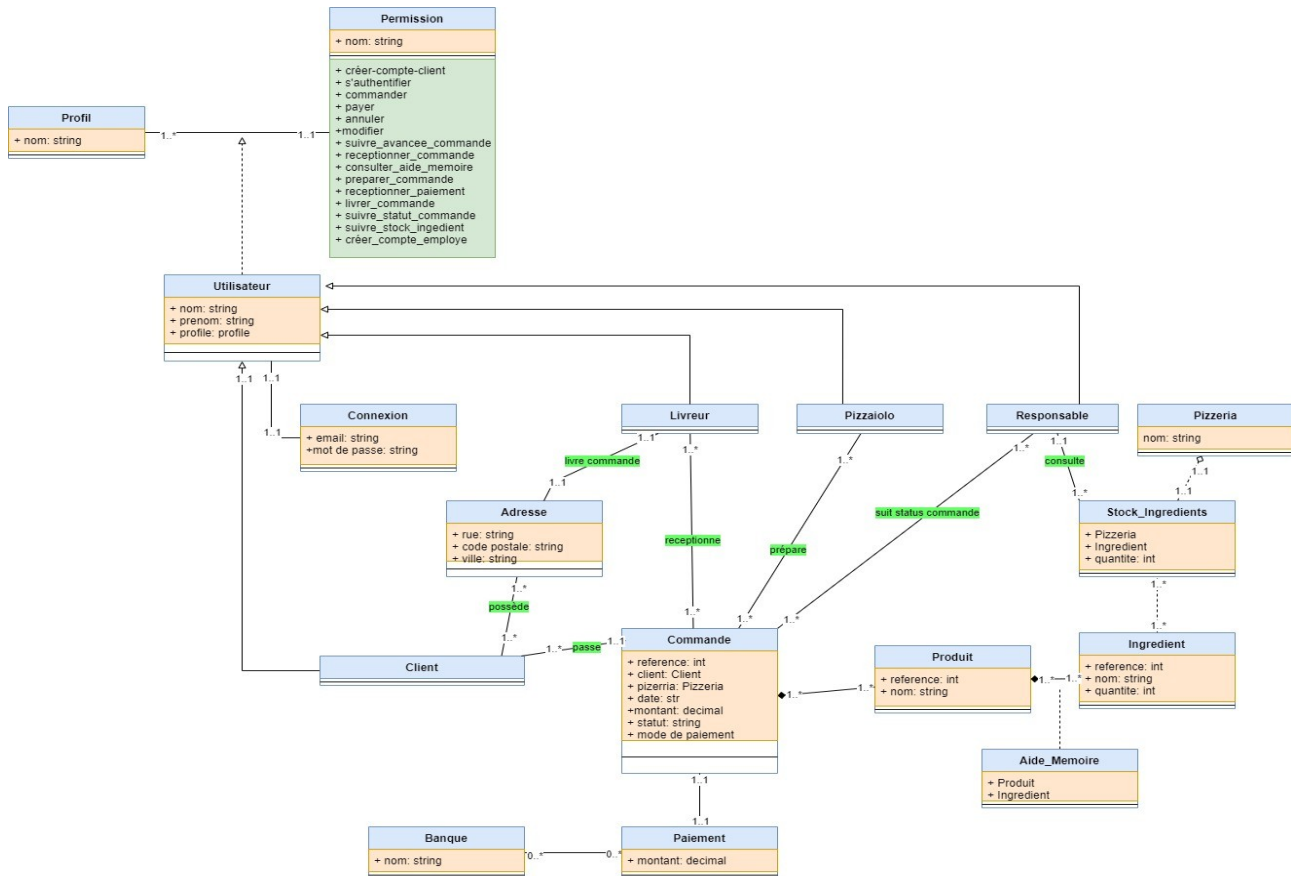 Permission
+ nom: string
+ créer-compte-client
+ s'authentifier
+ commander
+ payer
+ annuler
+modifier
+ suivre_avancee_commande
+ receptionner_commande
+ consulter_aide_memoire
+ preparer_commande
+ receptionner_paiement
+ livrer_commande
+ suivre_statut_commande
+ suivre_stock_ingedient
+ créer_compte_employe
Profil
+ nom: string
1..*
1..1
Utilisateur
+ nom: string
+ prenom: string
+ profile: profile
1..1
1..1
Connexion
+ email: string
+mot de passe: string
1..1
Livreur
1..1
1..*
Pizzaiolo
1..*
Responsable
1..*
1..1
Pizzeria
nom: string
1..1
livre commande
1..1
consulte
1..*
1..1
Adresse
+ rue: string
+ code postale: string
+ ville: string
1..*
suit status commande
Stock_Ingredients
+ Pizzeria
+ Ingredient
+ quantite: int
1..*
receptionne
prépare
possède
1..*
1..*
1..*
1..*
1..*
Client
1..*
passe
1..1
Commande
+ reference: int
+ client: Client
+ pizerria: Pizzeria
+ date: str
+montant: decimal
+ statut: string
+ mode de paiement
1..*
1..*
Produit
+ reference: int
+ nom: string
1..*
1..*
Ingredient
+ reference: int
+ nom: string
+ quantite: int
Aide_Memoire
+ Produit
+ Ingredient
1..1
1..1
Banque
+ nom: string
0..*
0..*
Paiement
+ montant: decimal